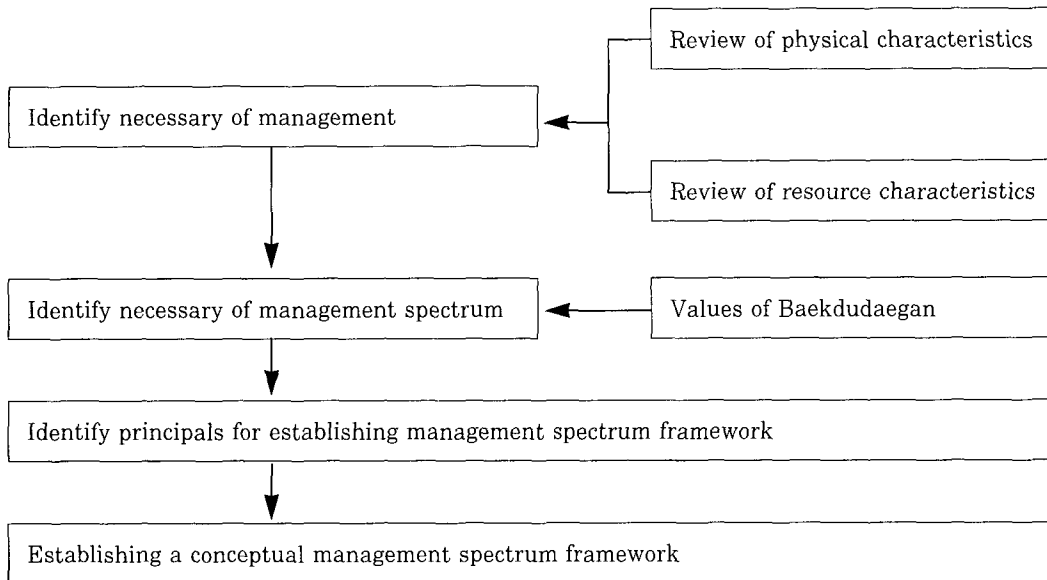 Review of physical characteristics
Identify necessary of management
Review of resource characteristics
Identify necessary of management spectrum
Values of Baekdudaegan
Identify principals for establishing management spectrum framework
Establishing a conceptual management spectrum framework